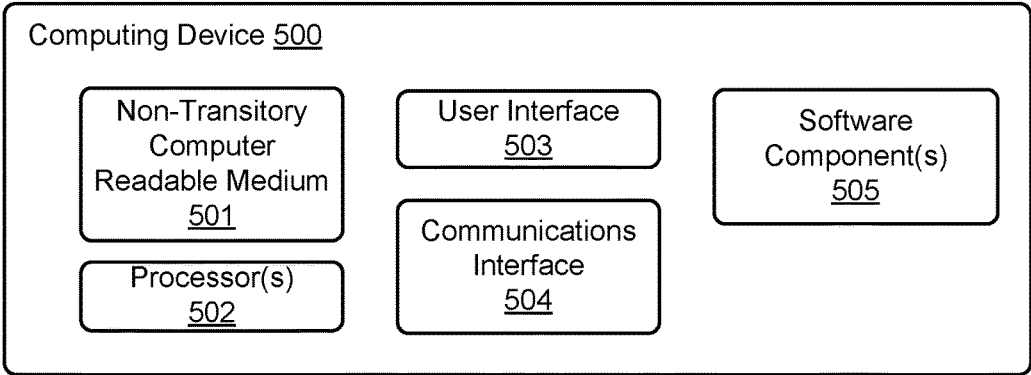 Computing Device 500
Non-Transitory
Computer
Readable Medium
501
Processor(s)
502
User Interface
503
Communications
Interface
504
Software
Component(s)
505